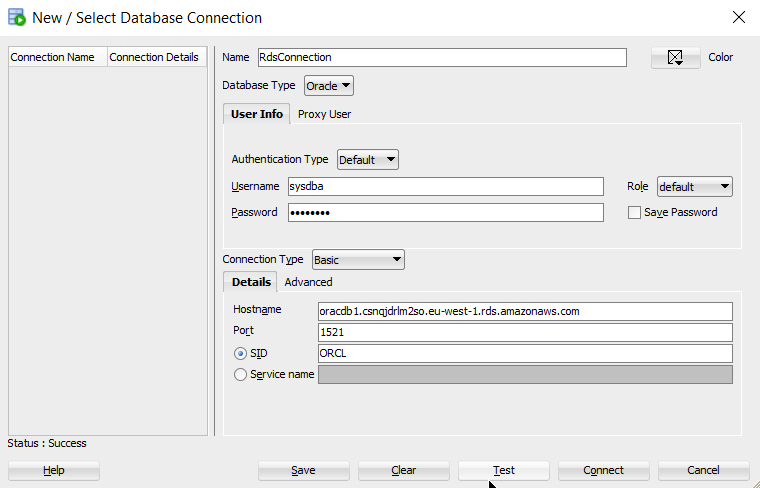 New / Select Database Connection
Connection Name Connection Details
Name RdsConnection Color
Database Type Oracle
User Info Proxy User
Authentication Type Default
Username sysdba Role default
Password •••••••• Save Password
Connection Type Basic
Details Advanced
Hostname oracdb1.csnqjdrlm2so.eu-west-1.rds.amazonaws.com
Port 1521
SID ORCL
Service name
Status : Success
Help Save Clear Test Connect Cancel